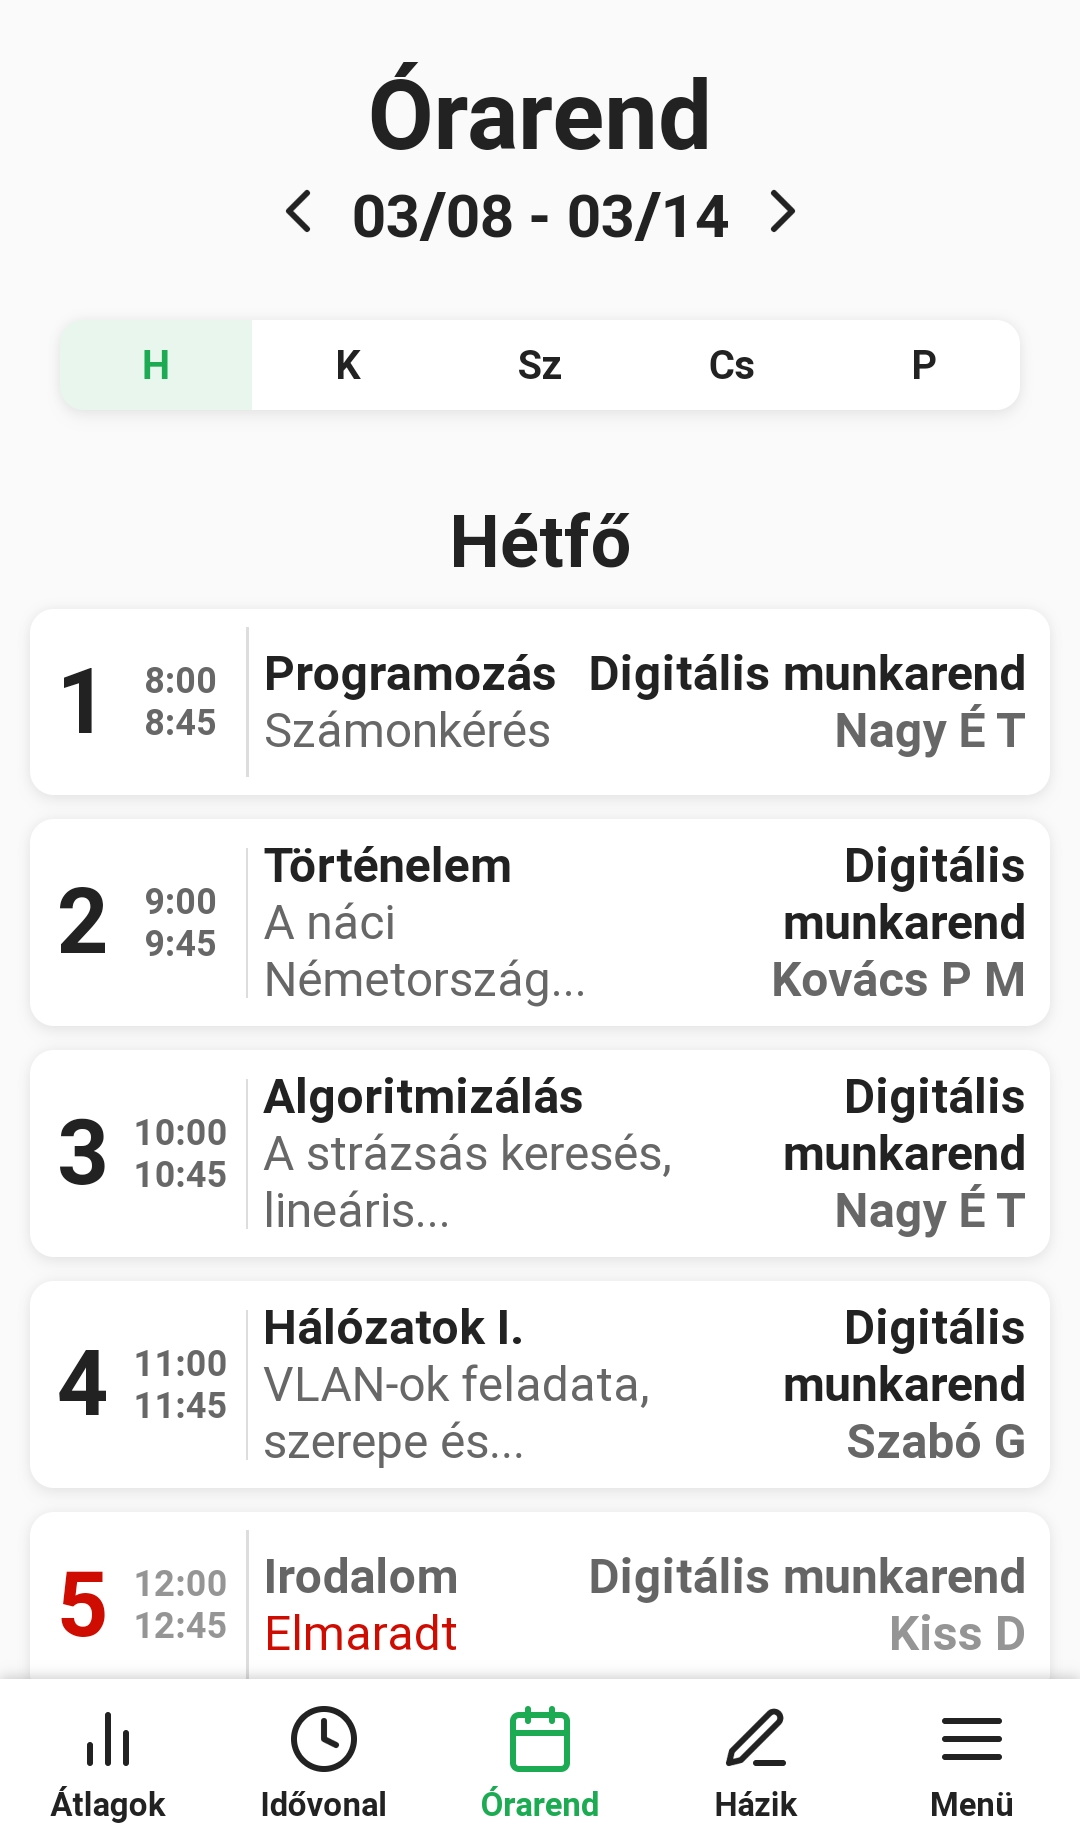 Órarend
03/08 - 03/14
H K Sz Cs P
Hétfő
1 8:00 Programozás Digitális munkarend
8:45 Számonkérés Nagy É T
2 9:00 Történelem Digitális
9:45 A náci munkarend
Németország... Kovács P M
3 10:00 Algoritmizálás Digitális
10:45 A strázsás keresés, munkarend
lineáris... Nagy É T
4 11:00 Hálózatok I. Digitális
11:45 VLAN-ok feladata, munkarend
szerepe és... Szabó G
5 12:00 Irodalom Digitális munkarend
12:45 Elmaradt Kiss D
Átlagok Idővonal Órarend Házik Menü